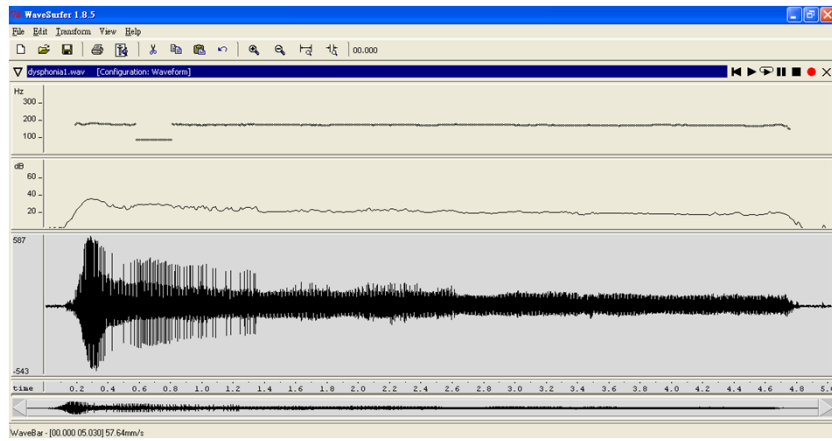 WaveSurfer 1.8.5
File Edit Transform View Help
00.000
dysphonia1.wav [Configuration: Waveform]
Hz
300
200
100
dB
60
40
20
587
-543
time 0.2 0.4 0.6 0.8 1.0 1.2 1.4 1.6 1.8 2.0 2.2 2.4 2.6 2.8 3.0 3.2 3.4 3.6 3.8 4.0 4.2 4.4 4.6 4.8 5.0
WaveBar - [00.000 05.030] 57.64mm/s